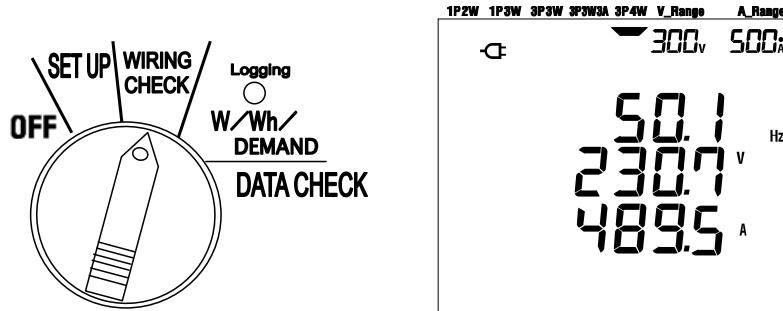 OFF
SET UP
WIRING
CHECK
Logging
W/Wh/
DEMAND
DATA CHECK
1P2W 1P3W 3P3W 3P3W3A 3P4W V_Range A_Range
300V 500A
50.1 Hz
230.7 V
489.5 A